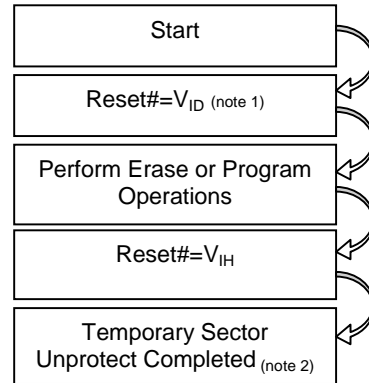 Start
Reset#=VID (note 1)
Perform Erase or Program
Operations
Reset#=VIH
Temporary Sector
Unprotect Completed (note 2)